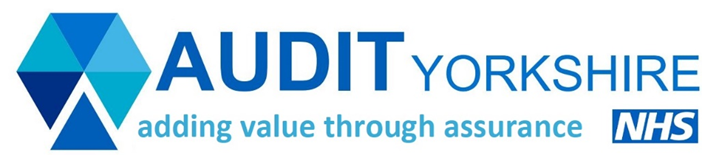 AUDIT YORKSHIRE
adding value through assurance NHS